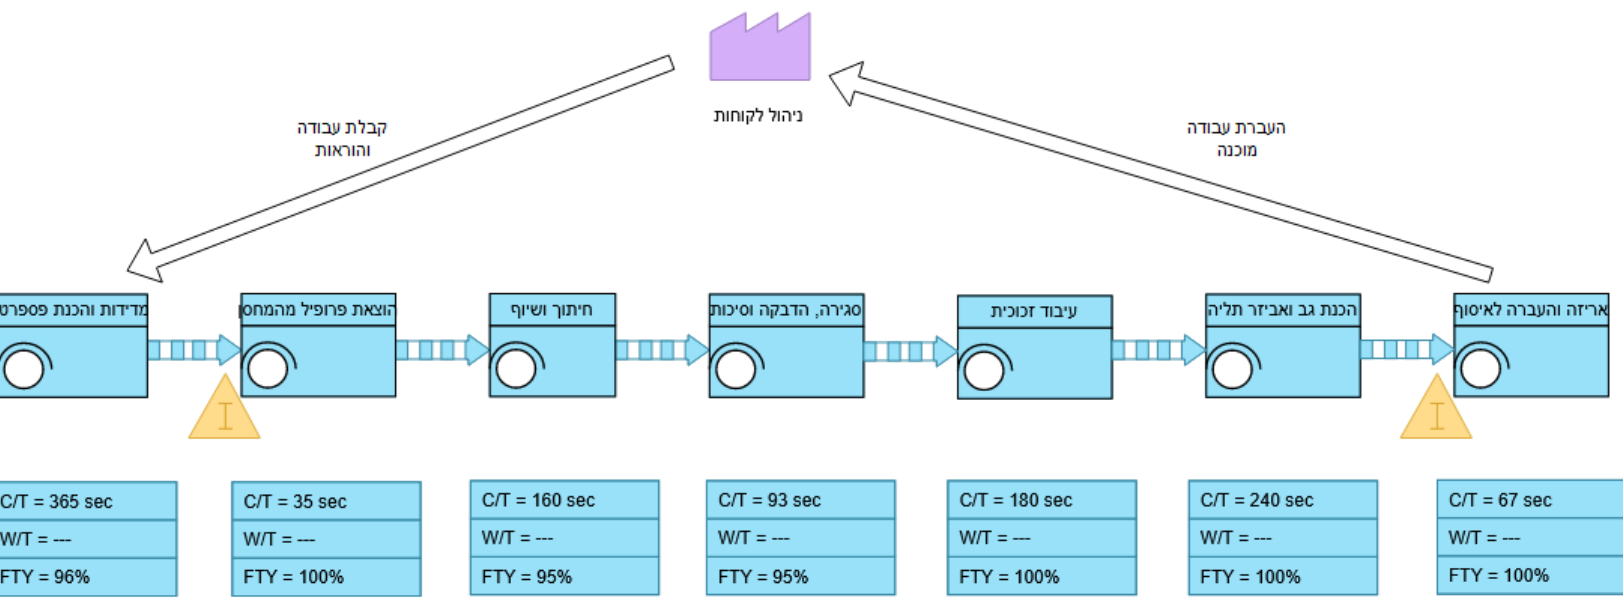 ניהול לקוחות
קבלת עבודה
והוראות
העברת עבודה
מוכנה
מדידות והכנת פספרט
הוצאת פרופיל מהמחסן
חיתוך ושיוף
סגירה, הדבקה וסיכות
עיבוד זכוכית
הכנת גב ואביזר תליה
אריזה והעברה לאיסוף
I
I
C/T = 365 sec
W/T = ---
FTY = 96%
C/T = 35 sec
W/T = ---
FTY = 100%
C/T = 160 sec
W/T = ---
FTY = 95%
C/T = 93 sec
W/T = ---
FTY = 95%
C/T = 180 sec
W/T = ---
FTY = 100%
C/T = 240 sec
W/T = ---
FTY = 100%
C/T = 67 sec
W/T = ---
FTY = 100%